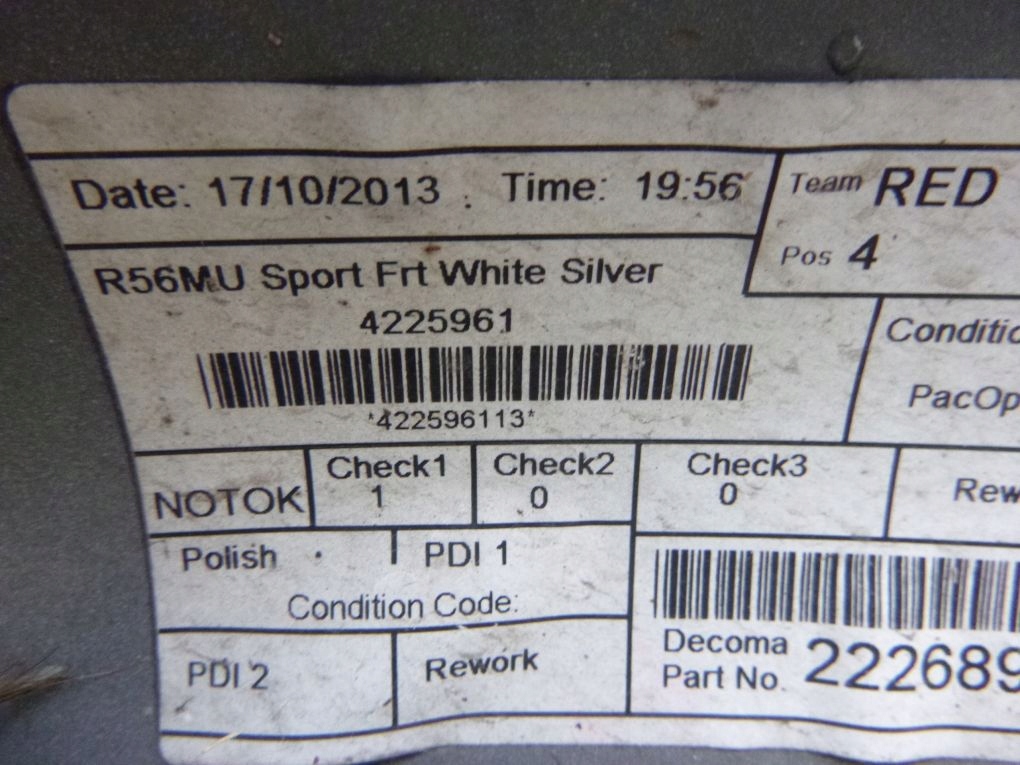 Date: 17/10/2013 Time: 19:56
Team RED
Pos 4
R56MU Sport Frt White Silver
4225961
*422596113*
Conditio
PacOp
NOTOK
Check1
1
Check2
0
Check3
0
Rew
Polish
PDI 1
Condition Code:
PDI 2
Rework
Decoma
Part No. 222689